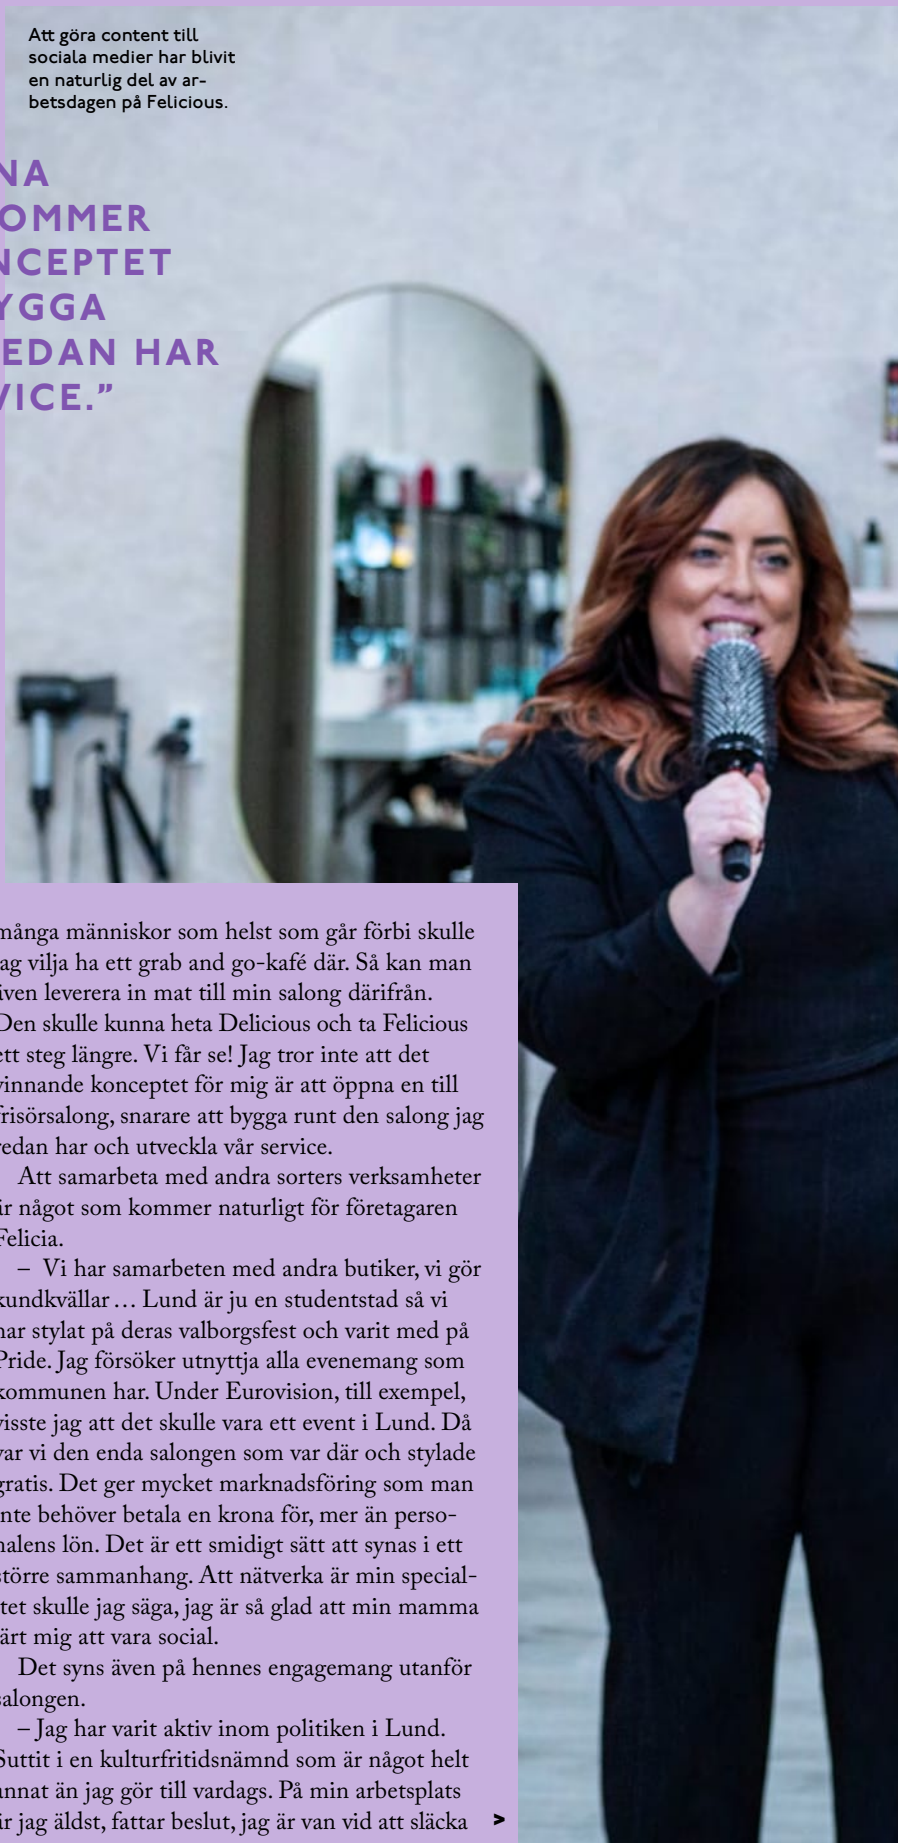 Att göra content till
sociala medier har blivit
en naturlig del av ar-
betsdagen på Felicious.
NA
OMMER
NCEPTET
YGGA
EDAN HAR
VICE.”
många människor som helst som går förbi skulle
ag vilja ha ett grab and go-kafé där. Så kan man
även leverera in mat till min salong därifrån.
Den skulle kunna heta Delicious och ta Felicious
ett steg längre. Vi får se! Jag tror inte att det
vinnande konceptet för mig är att öppna en till
frisörsalong, snarare att bygga runt den salong jag
redan har och utveckla vår service.
Att samarbeta med andra sorters verksamheter
är något som kommer naturligt för företagaren
Felicia.
– Vi har samarbeten med andra butiker, vi gör
kundkvällar … Lund är ju en studentstad så vi
har stylat på deras valborgsfest och varit med på
Pride. Jag försöker utnyttja alla evenemang som
kommunen har. Under Eurovision, till exempel,
visste jag att det skulle vara ett event i Lund. Då
var vi den enda salongen som var där och stylade
gratis. Det ger mycket marknadsföring som man
inte behöver betala en krona för, mer än perso-
nalens lön. Det är ett smidigt sätt att synas i ett
större sammanhang. Att nätverka är min special-
itet skulle jag säga, jag är så glad att min mamma
lärt mig att vara social.
Det syns även på hennes engagemang utanför
salongen.
– Jag har varit aktiv inom politiken i Lund.
Suttit i en kulturfritidsnämnd som är något helt
annat än jag gör till vardags. På min arbetsplats
är jag äldst, fattar beslut, jag är van vid att släcka >